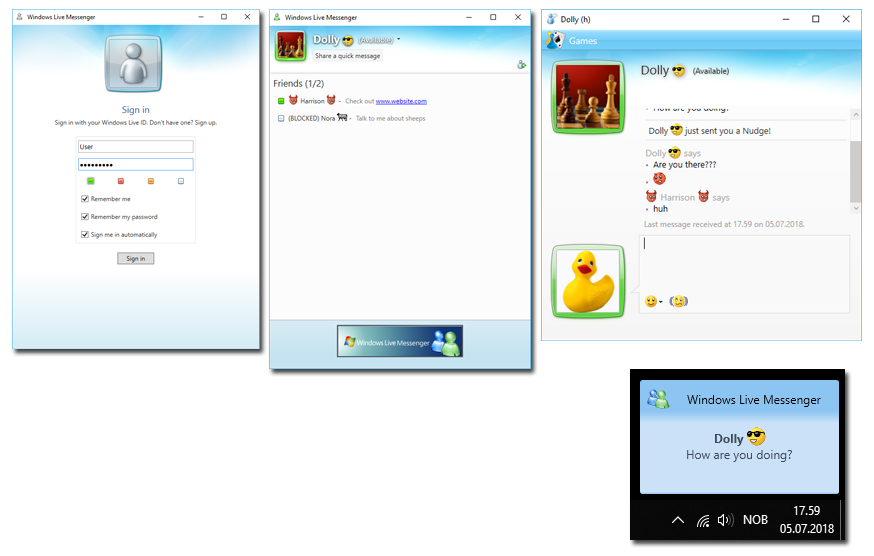 Windows Live Messenger
Sign in
Sign in with your Windows Live ID. Don't have one? Sign up.
User
●●●●●●●●●
Remember me
Remember my password
Sign me in automatically
Sign in
Windows Live Messenger
Dolly (Available)
Share a quick message
Friends (1/2)
Harrison - Check out www.website.com
(BLOCKED) Nora - Talk to me about sheeps
Windows Live Messenger
Dolly (h)
Games
Dolly (Available)
How are you doing?
Dolly just sent you a Nudge!
Dolly says
• Are you there???
•
Harrison says
• huh
Last message received at 17.59 on 05.07.2018.
Windows Live Messenger
Dolly
How are you doing?
NOB
17.59
05.07.2018